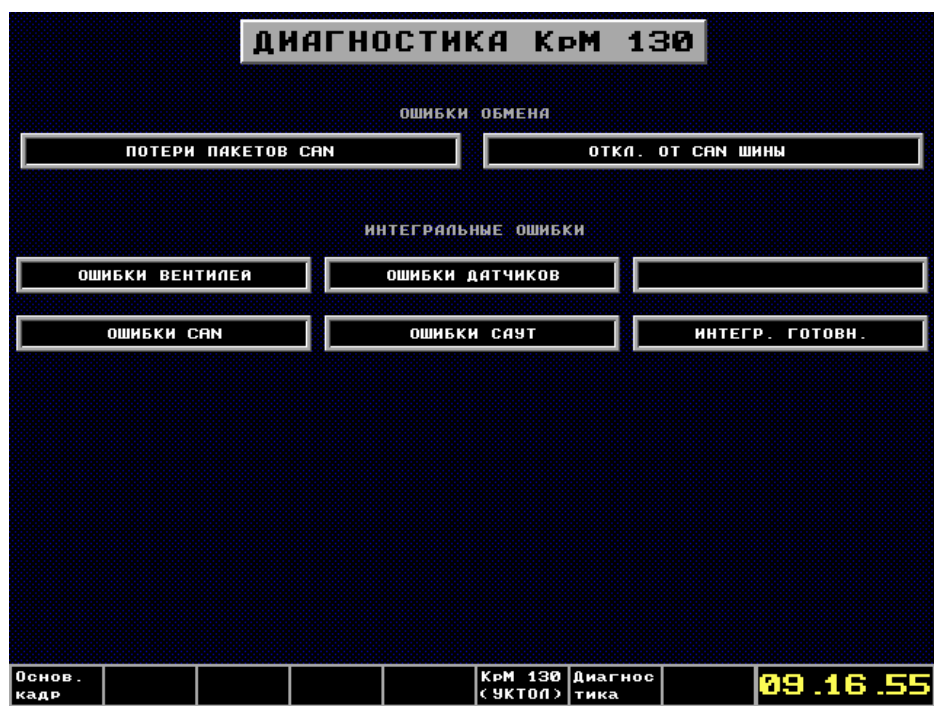 ДИАГНОСТИКА КрМ 130
ОШИБКИ ОБМЕНА
ПОТЕРИ ПАКЕТОВ CAN
ОТКЛ. ОТ CAN ШИНЫ
ИНТЕГРАЛЬНЫЕ ОШИБКИ
ОШИБКИ ВЕНТИЛЕЙ
ОШИБКИ ДАТЧИКОВ
ОШИБКИ CAN
ОШИБКИ САУТ
ИНТЕГР. ГОТОВН.
Основ.
кадр
КрМ 130
(УКТОЛ)
Диагнос
тика
09.16.55